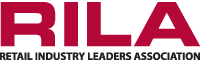 RILA
RETAIL INDUSTRY LEADERS ASSOCIATION